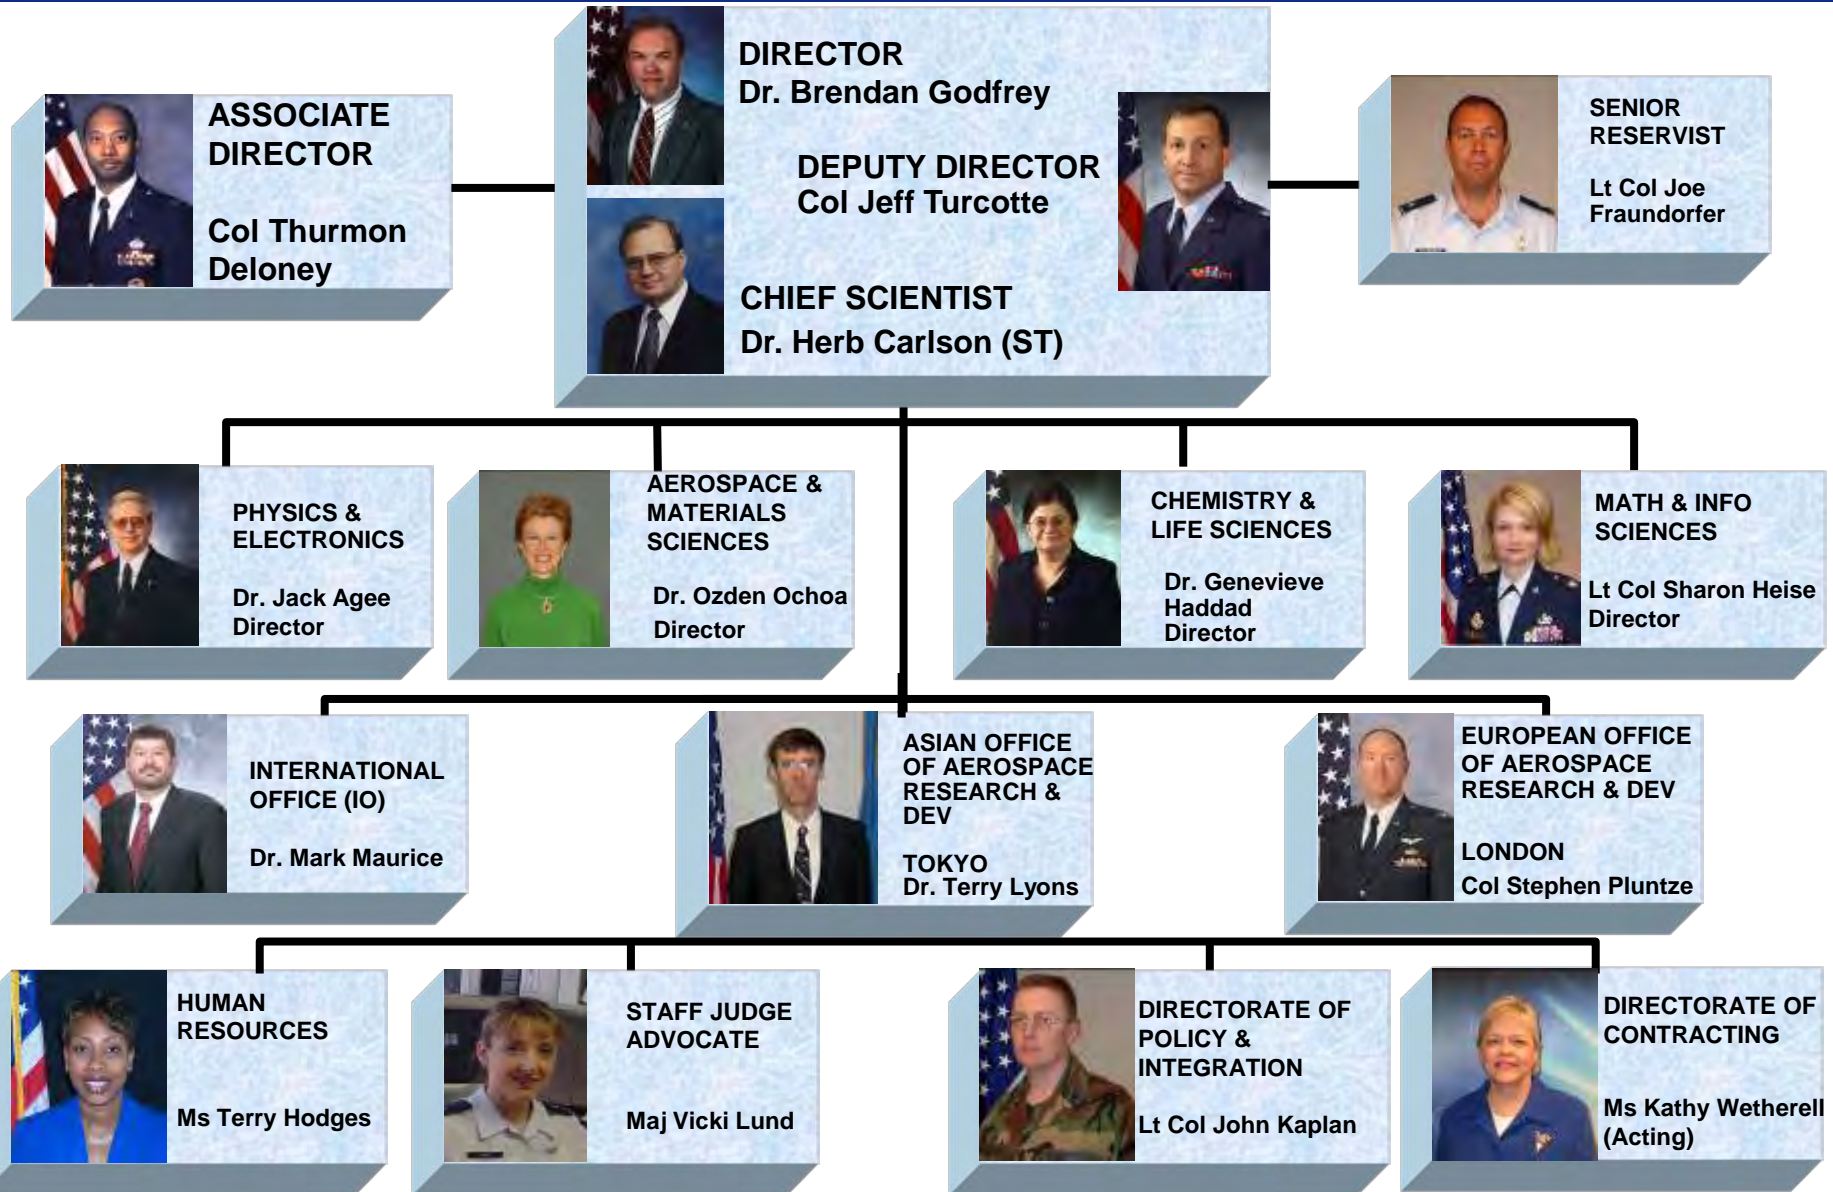 DIRECTOR
Dr. Brendan Godfrey
DEPUTY DIRECTOR
Col Jeff Turcotte
CHIEF SCIENTIST
Dr. Herb Carlson (ST)
ASSOCIATE
DIRECTOR
Col Thurmon
Deloney
SENIOR
RESERVIST
Lt Col Joe
Fraundorfer
PHYSICS &
ELECTRONICS
Dr. Jack Agee
Director
AEROSPACE &
MATERIALS
SCIENCES
Dr. Ozden Ochoa
Director
CHEMISTRY &
LIFE SCIENCES
Dr. Genevieve
Haddad
Director
MATH & INFO
SCIENCES
Lt Col Sharon Heise
Director
INTERNATIONAL
OFFICE (IO)
Dr. Mark Maurice
ASIAN OFFICE
OF AEROSPACE
RESEARCH &
DEV
TOKYO
Dr. Terry Lyons
EUROPEAN OFFICE
OF AEROSPACE
RESEARCH & DEV
LONDON
Col Stephen Pluntze
HUMAN
RESOURCES
Ms Terry Hodges
STAFF JUDGE
ADVOCATE
Maj Vicki Lund
DIRECTORATE OF
POLICY &
INTEGRATION
Lt Col John Kaplan
DIRECTORATE OF
CONTRACTING
Ms Kathy Wetherell
(Acting)